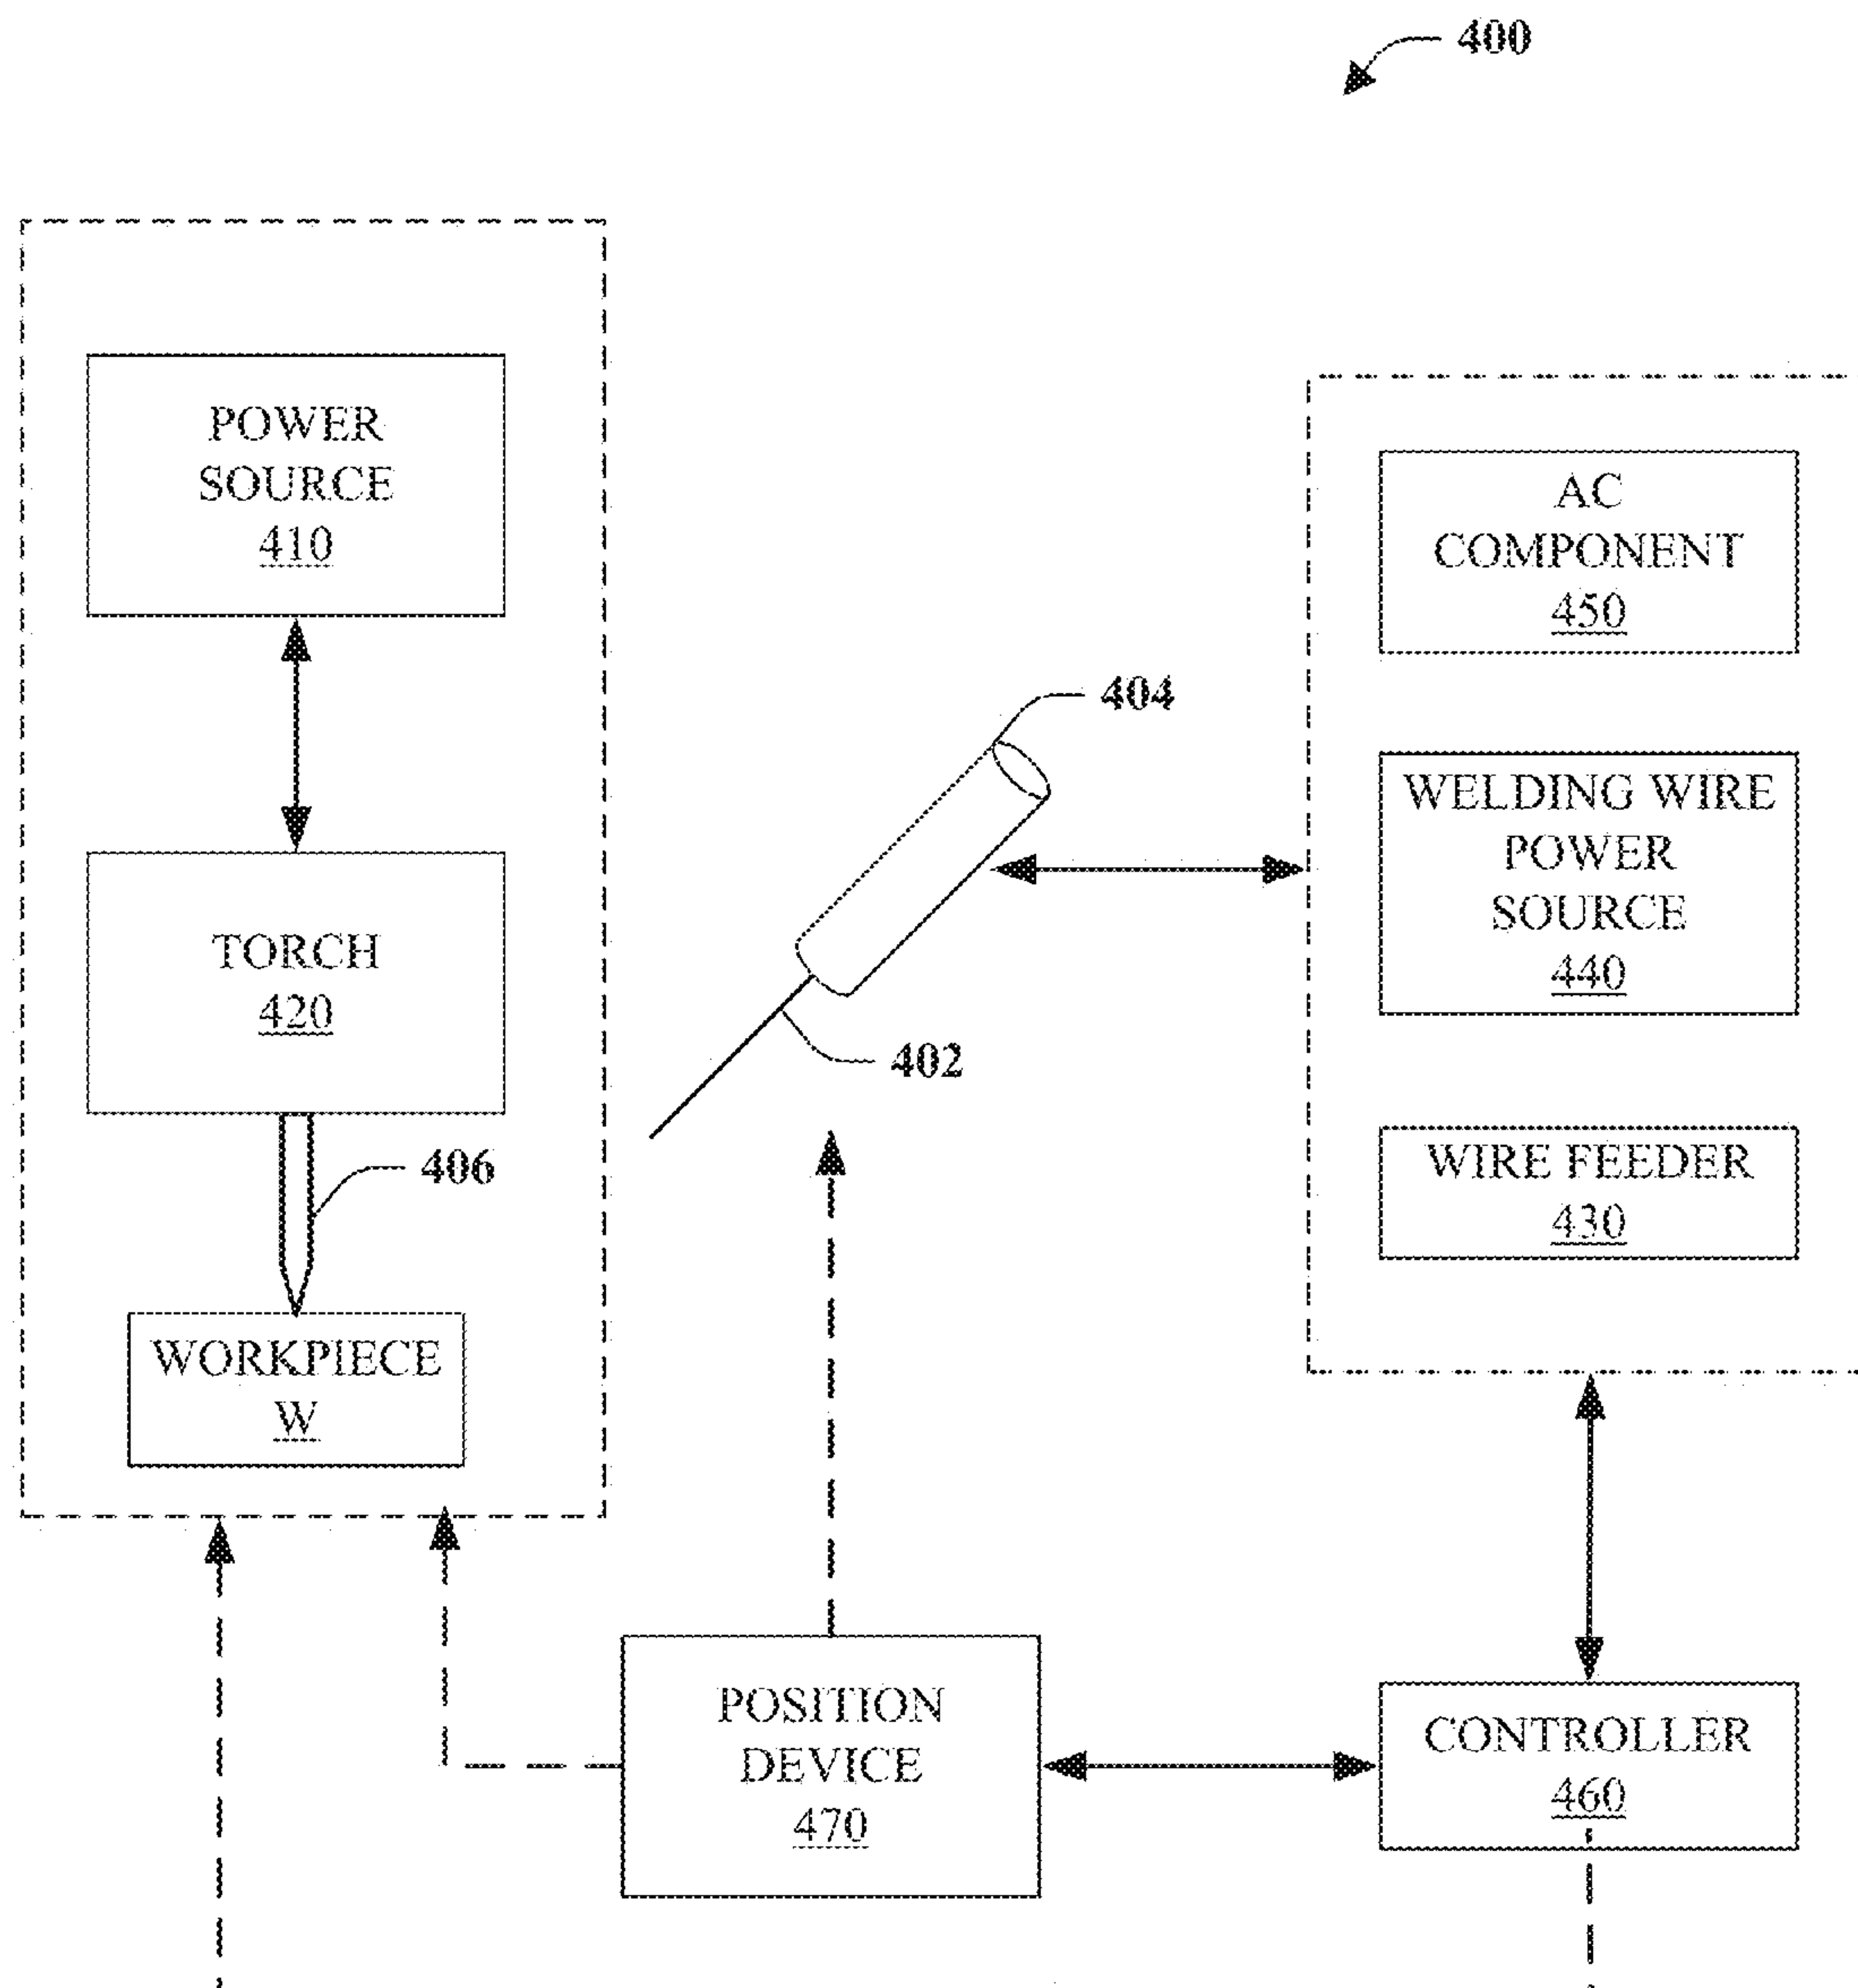 400
POWER
SOURCE
410
AC
COMPONENT
450
404
WELDING WIRE
POWER
SOURCE
440
TORCH
420
402
406
WIRE FEEDER
430
WORKPIECE
W
POSITION
DEVICE
470
CONTROLLER
460